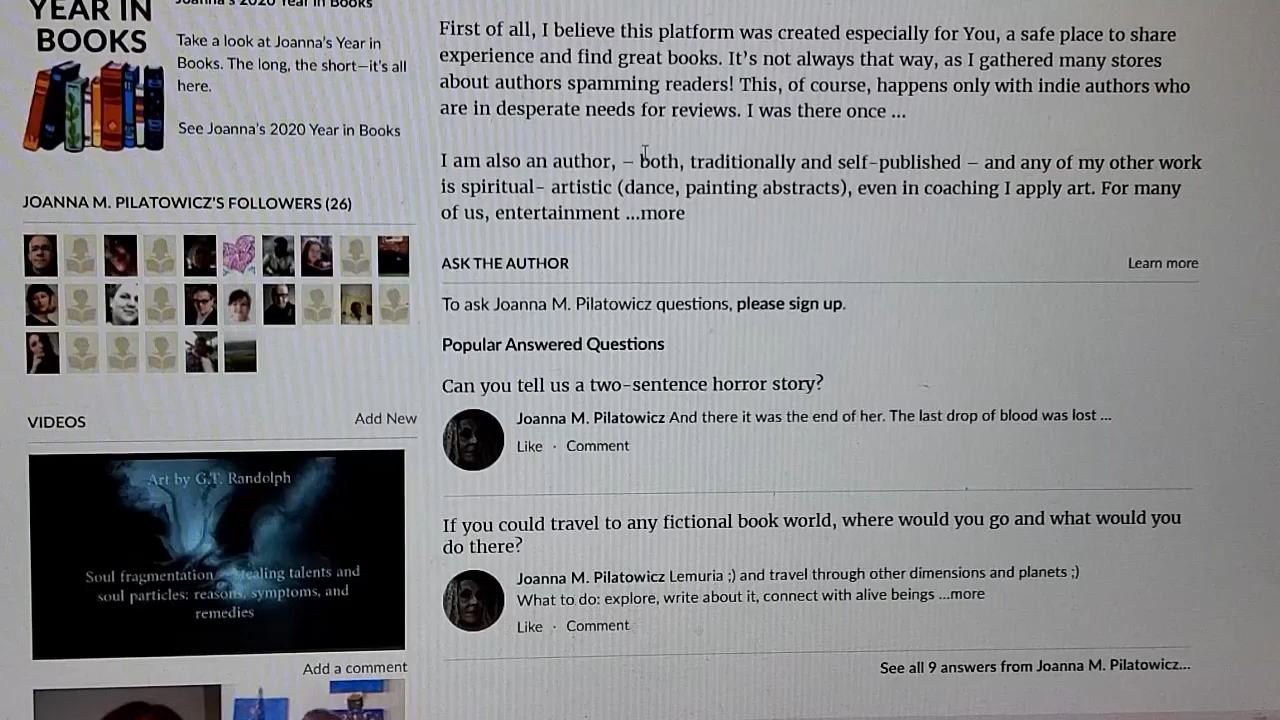 YEAR IN
BOOKS
Joanna's 2020 Year in Books
Take a look at Joanna's Year in
Books. The long, the short—it's all
here.
See Joanna's 2020 Year in Books
JOANNA M. PILATOWICZ'S FOLLOWERS (26)
VIDEOS
Add New
Art by G.T. Randolph
Soul fragmentation - stealing talents and
soul particles: reasons, symptoms, and
remedies
Add a comment
First of all, I believe this platform was created especially for You, a safe place to share
experience and find great books. It's not always that way, as I gathered many stores
about authors spamming readers! This, of course, happens only with indie authors who
are in desperate needs for reviews. I was there once ...
I am also an author, – both, traditionally and self-published – and any of my other work
is spiritual- artistic (dance, painting abstracts), even in coaching I apply art. For many
of us, entertainment ...more
ASK THE AUTHOR
Learn more
To ask Joanna M. Pilatowicz questions, please sign up.
Popular Answered Questions
Can you tell us a two-sentence horror story?
Joanna M. Pilatowicz And there it was the end of her. The last drop of blood was lost ...
Like · Comment
If you could travel to any fictional book world, where would you go and what would you
do there?
Joanna M. Pilatowicz Lemuria ;) and travel through other dimensions and planets ;)
What to do: explore, write about it, connect with alive beings ...more
Like · Comment
See all 9 answers from Joanna M. Pilatowicz...